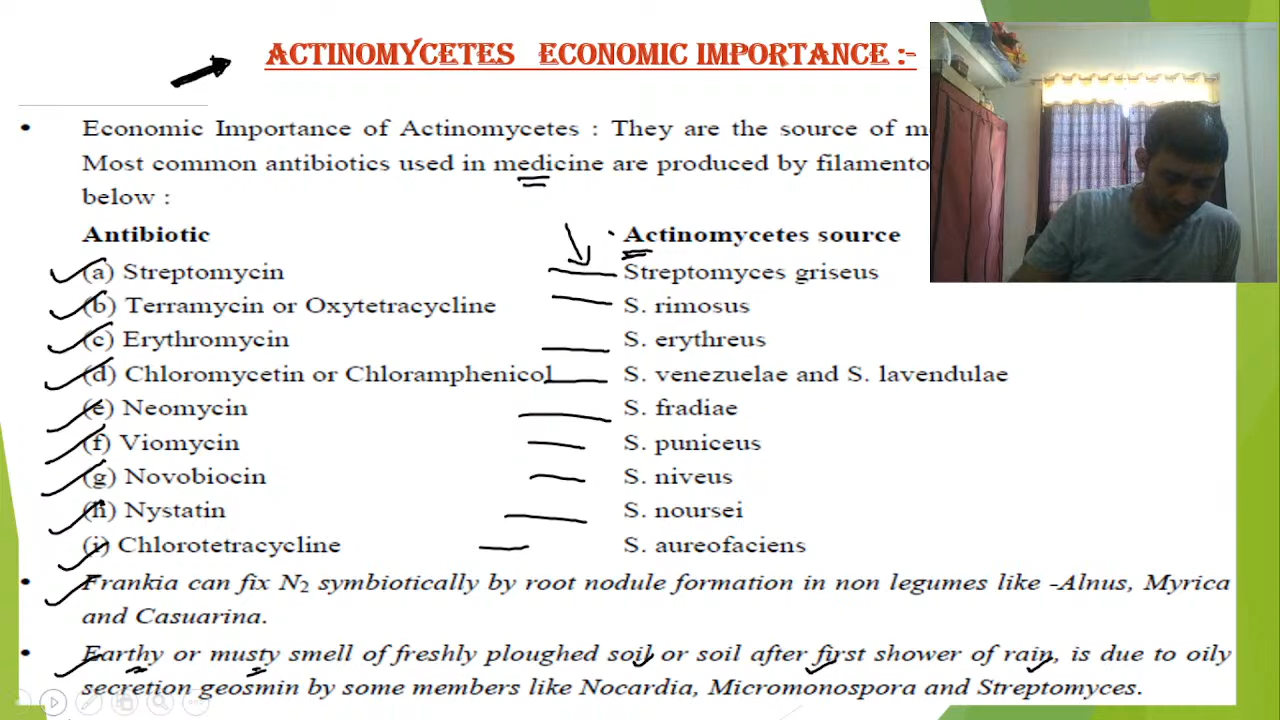 ACTINOMYCETES ECONOMIC IMPORTANCE :-
• Economic Importance of Actinomycetes : They are the source of m
Most common antibiotics used in medicine are produced by filamento
below :
Antibiotic Actinomycetes source
(a) Streptomycin Streptomyces griseus
(b) Terramycin or Oxytetracycline S. rimosus
(c) Erythromycin S. erythreus
(d) Chloromycetin or Chloramphenicol S. venezuelae and S. lavendulae
(e) Neomycin S. fradiae
(f) Viomycin S. puniceus
(g) Novobiocin S. niveus
(h) Nystatin S. noursei
(i) Chlorotetracycline S. aureofaciens
• Frankia can fix N2 symbiotically by root nodule formation in non legumes like -Alnus, Myrica
and Casuarina.
• Earthy or musty smell of freshly ploughed soil or soil after first shower of rain, is due to oily
secretion geosmin by some members like Nocardia, Micromonospora and Streptomyces.